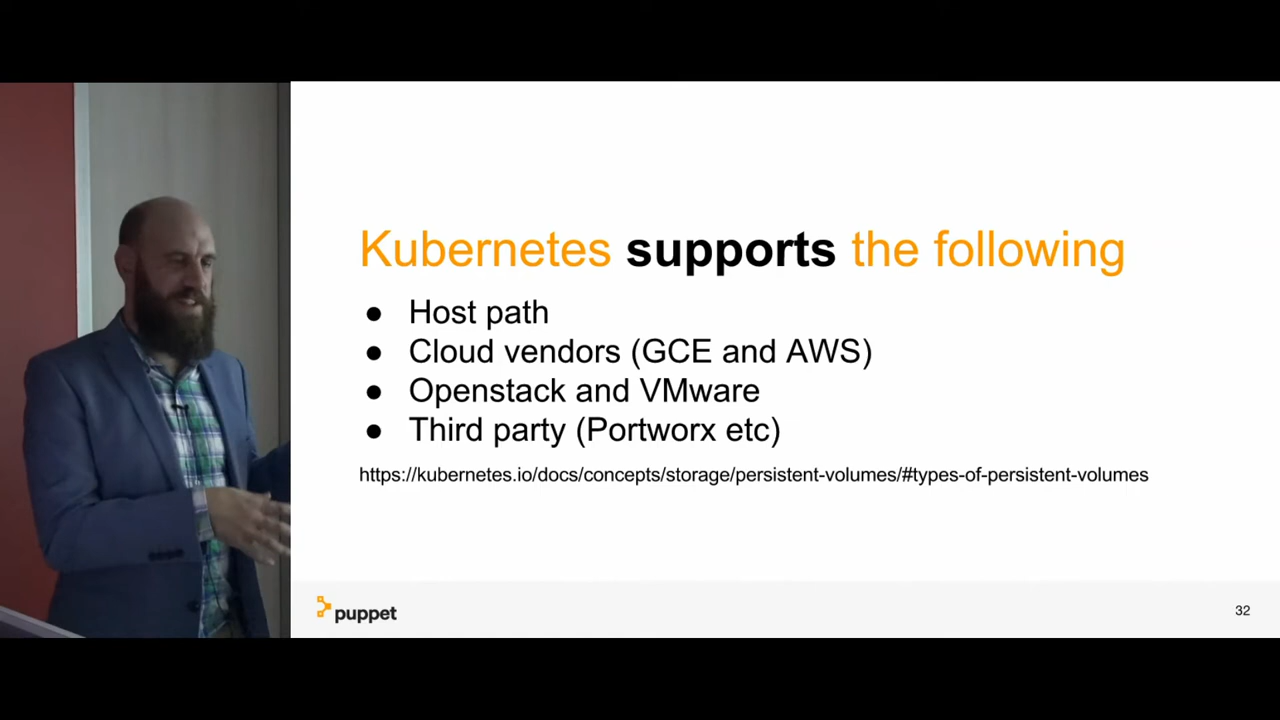 Kubernetes supports the following
● Host path
● Cloud vendors (GCE and AWS)
● Openstack and VMware
● Third party (Portworx etc)
https://kubernetes.io/docs/concepts/storage/persistent-volumes/#types-of-persistent-volumes
puppet
32